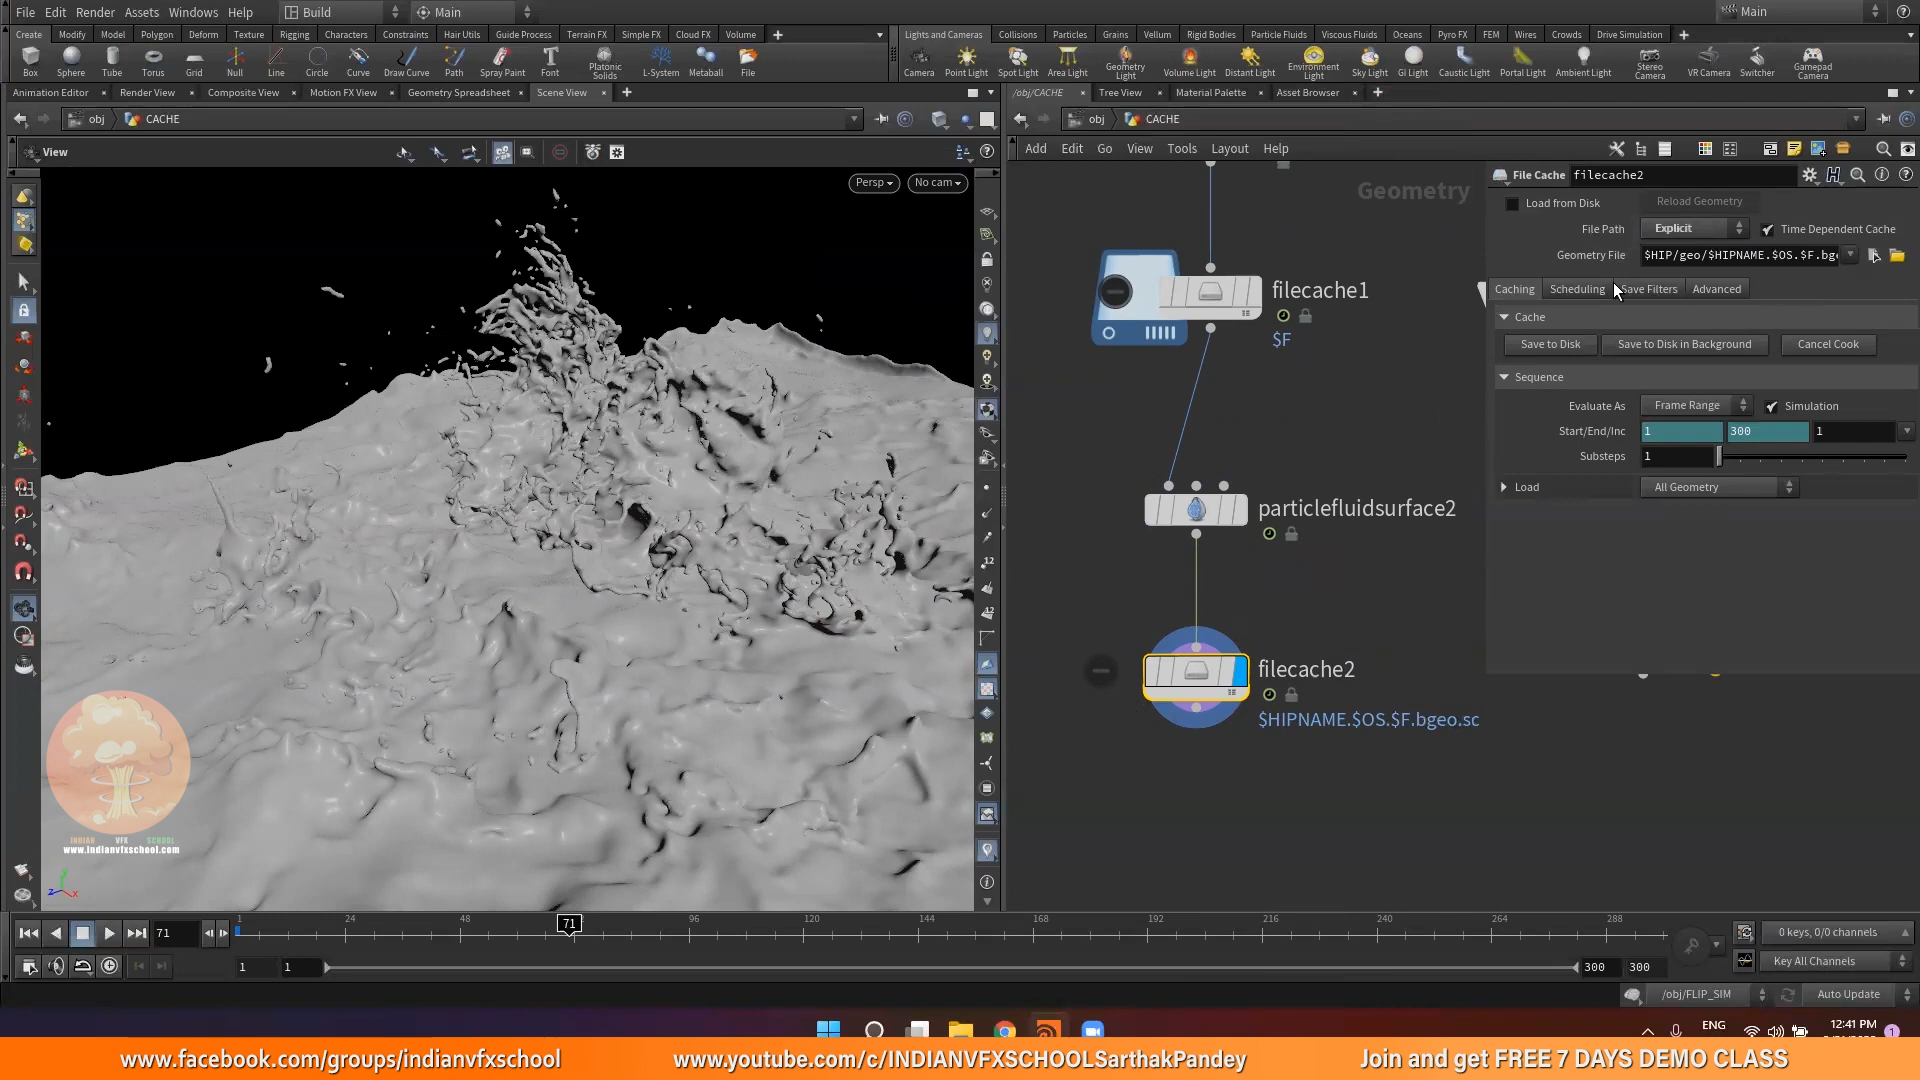 File Edit Render Assets Windows Help Build Main Main
Create Modify Model Polygon Deform Texture Rigging Characters Constraints Hair Utils Guide Process Terrain FX Simple FX Cloud FX Volume
Lights and Cameras Collisions Particles Grains Vellum Rigid Bodies Particle Fluids Viscous Fluids Oceans Pyro FX FEM Wires Crowds Drive Simulation
Box Sphere Tube Torus Grid Null Line Circle Curve Draw Curve Path Spray Paint Font Platonic Solids L-System Metaball File
Camera Point Light Spot Light Area Light Geometry Light Volume Light Distant Light Environment Light Sky Light GI Light Caustic Light Portal Light Ambient Light Stereo Camera VR Camera Switcher Gamepad Camera
Animation Editor Render View Composite View Motion FX View Geometry Spreadsheet Scene View
/obj/CACHE Tree View Material Palette Asset Browser
obj CACHE
obj CACHE
View
Add Edit Go View Tools Layout Help
Persp No cam
Geometry
File Cache filecache2
Load from Disk Reload Geometry
File Path Explicit Time Dependent Cache
Geometry File $HIP/geo/$HIPNAME.$OS.$F.bge
Caching Scheduling Save Filters Advanced
Cache
Save to Disk Save to Disk in Background Cancel Cook
Sequence
Evaluate As Frame Range Simulation
Start/End/Inc 1 300 1
Substeps 1
Load All Geometry
filecache1
$F
particlefluidsurface2
filecache2
$HIPNAME.$OS.$F.bgeo.sc
12
12
INDIAN VFX SCHOOL
www.indianvfxschool.com
z y x
71 1 24 48 71 96 120 144 168 192 216 240 264 288
0 keys, 0/0 channels
1 1 300 300 Key All Channels
/obj/FLIP_SIM Auto Update
ENG 12:41 PM 1
www.facebook.com/groups/indianvfxschool www.youtube.com/c/INDIANVFXSCHOOLSarthakPandey Join and get FREE 7 DAYS DEMO CLASS